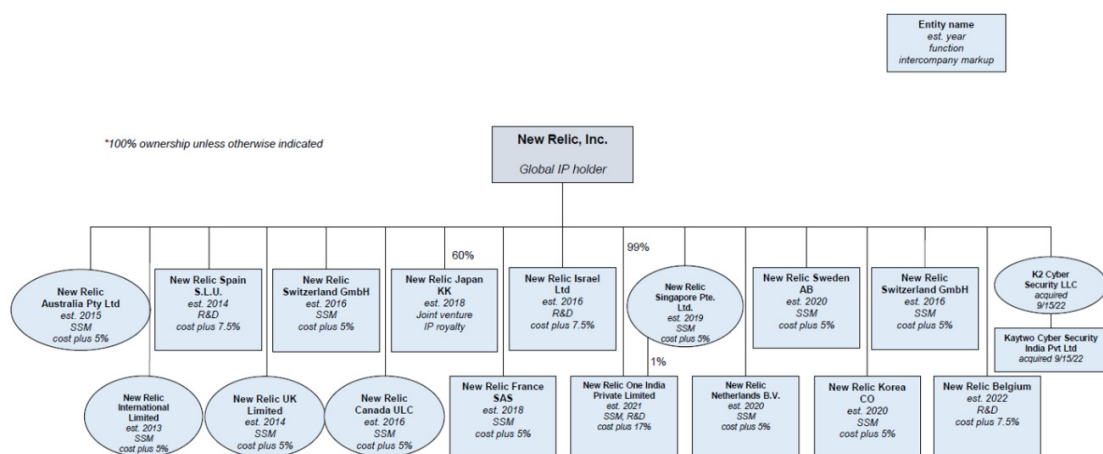 Entity name
est. year
function
intercompany markup
*100% ownership unless otherwise indicated
New Relic, Inc.
Global IP holder
60%
99%
New Relic
Australia Pty Ltd
est. 2015
SSM
cost plus 5%
New Relic Spain
S.L.U.
est. 2014
R&D
cost plus 7.5%
New Relic
Switzerland GmbH
est. 2016
SSM
cost plus 5%
New Relic Japan
KK
est. 2018
Joint venture
IP royalty
New Relic Israel
Ltd
est. 2016
R&D
cost plus 7.5%
New Relic
Singapore Pte.
Ltd.
est. 2019
SSM
cost plus 5%
New Relic Sweden
AB
est. 2020
SSM
cost plus 5%
New Relic
Switzerland GmbH
est. 2016
SSM
cost plus 5%
K2 Cyber
Security LLC
acquired
9/15/22
Kaytwo Cyber Security
India Pvt Ltd
acquired 9/15/22
1%
New Relic
International
Limited
est. 2013
SSM
cost plus 5%
New Relic UK
Limited
est. 2014
SSM
cost plus 5%
New Relic
Canada ULC
est. 2016
SSM
cost plus 5%
New Relic France
SAS
est. 2018
SSM
cost plus 5%
New Relic One India
Private Limited
est. 2021
SSM, R&D
cost plus 17%
New Relic
Netherlands B.V.
est. 2020
SSM
cost plus 5%
New Relic Korea
CO
est. 2020
SSM
cost plus 5%
New Relic Belgium
est. 2022
R&D
cost plus 7.5%